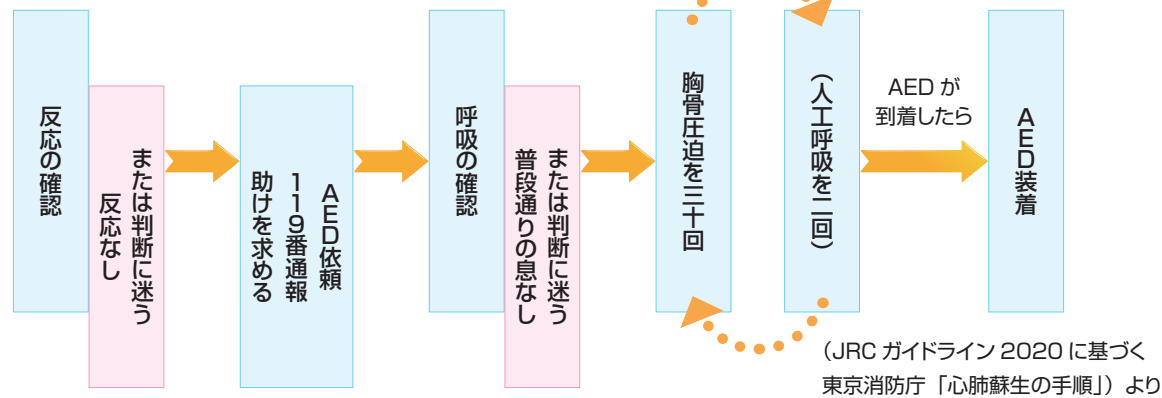 反応の確認
反応なし
または判断に迷う
助けを求める
119番通報
AED依頼
呼吸の確認
普段通りの息なし
または判断に迷う
胸骨圧迫を三十回
（人工呼吸を二回）
AED が
到着したら
AED装着
（JRC ガイドライン 2020 に基づく
東京消防庁「心肺蘇生の手順」）より